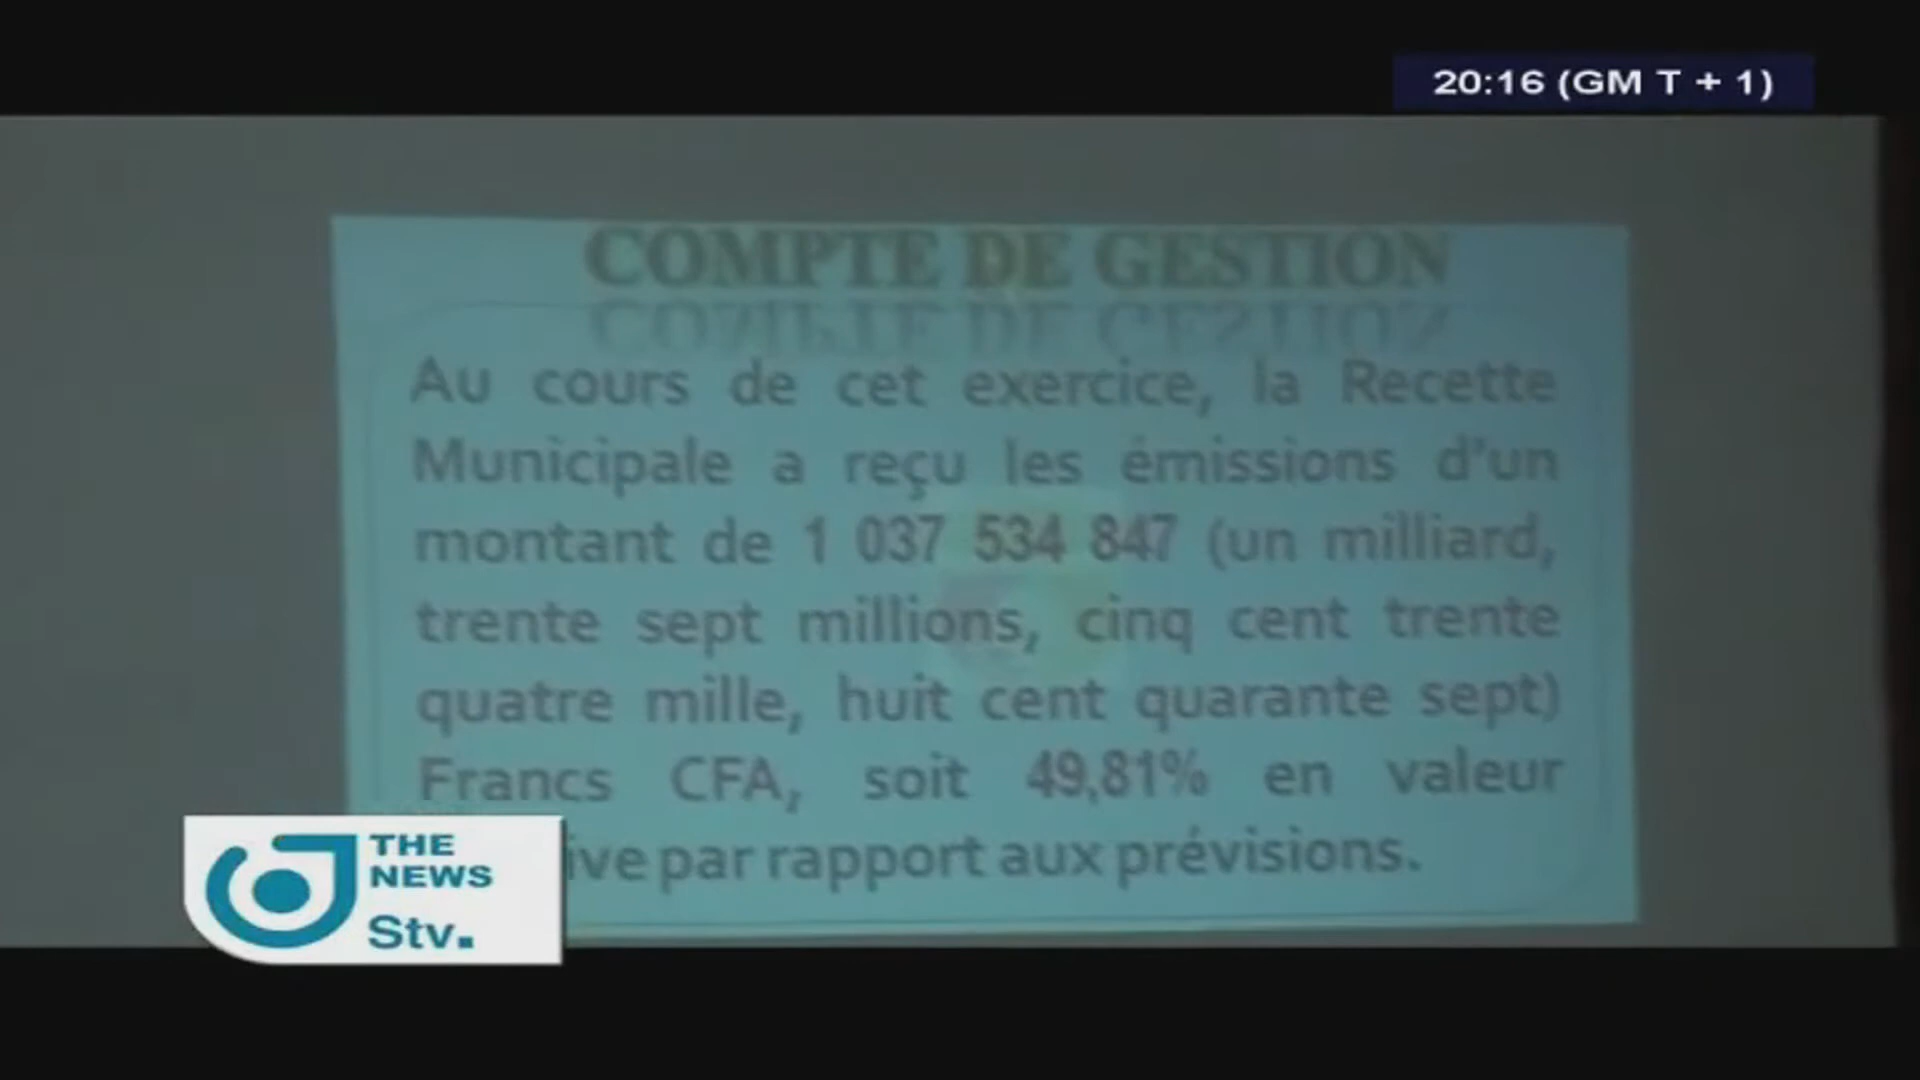 20:16 (GM T + 1)
COMPTE DE GESTION
Au cours de cet exercice, la Recette
Municipale a reçu les émissions d'un
montant de 1 037 534 847 (un milliard,
trente sept millions, cinq cent trente
quatre mille, huit cent quarante sept)
Francs CFA, soit 49,81% en valeur
ive par rapport aux prévisions.
THE
NEWS
Stv.